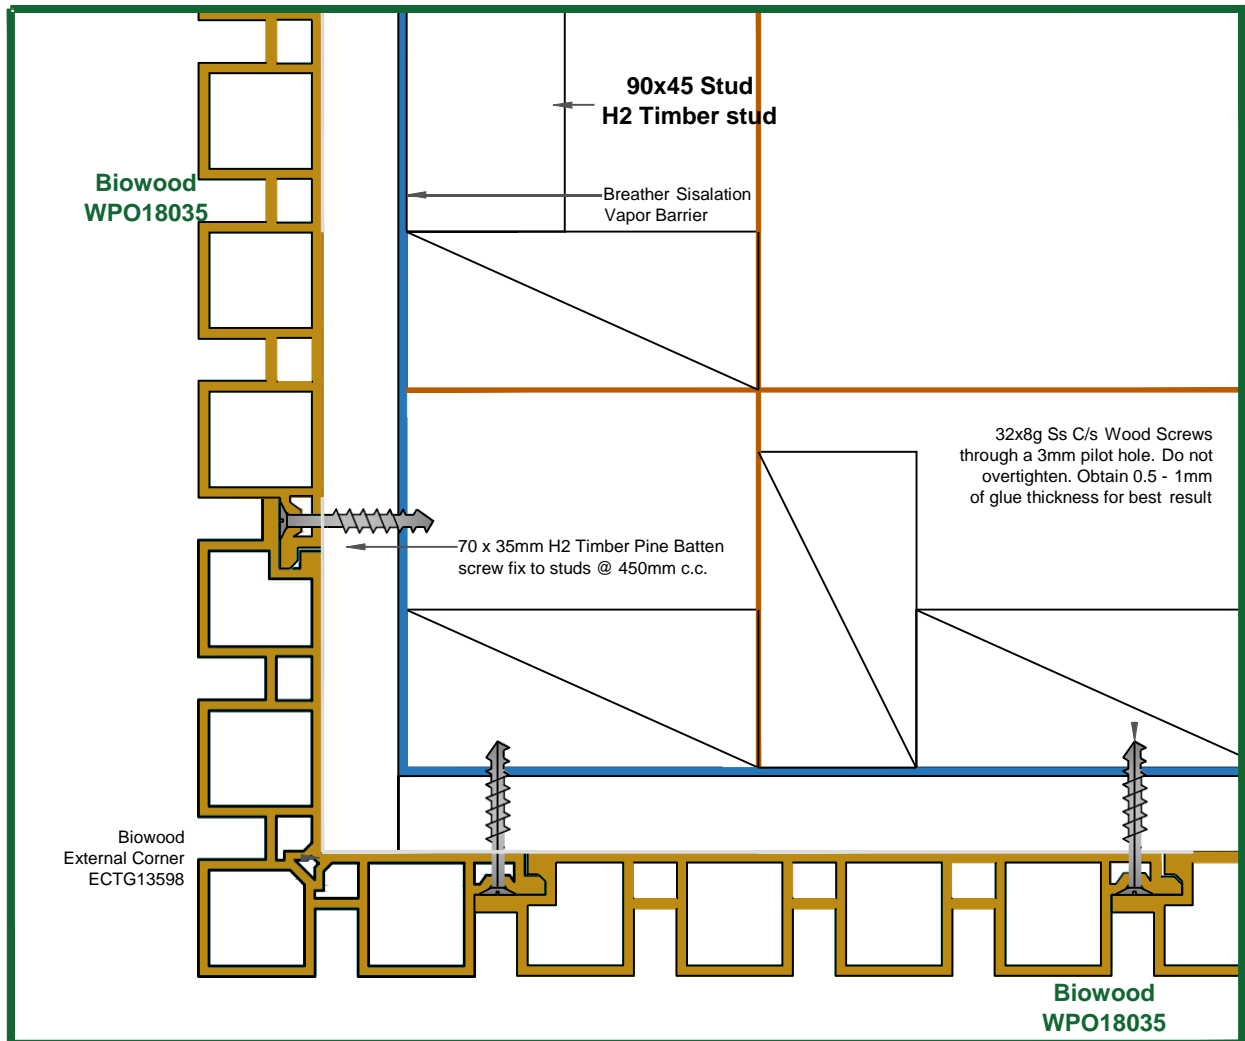 90x45 Stud
H2 Timber stud
Biowood
WPO18035
Breather Sisalation
Vapor Barrier
32x8g Ss C/s Wood Screws
through a 3mm pilot hole. Do not
overtighten. Obtain 0.5 - 1mm
of glue thickness for best result
70 x 35mm H2 Timber Pine Batten
screw fix to studs @ 450mm c.c.
Biowood
External Corner
ECTG13598
Biowood
WPO18035